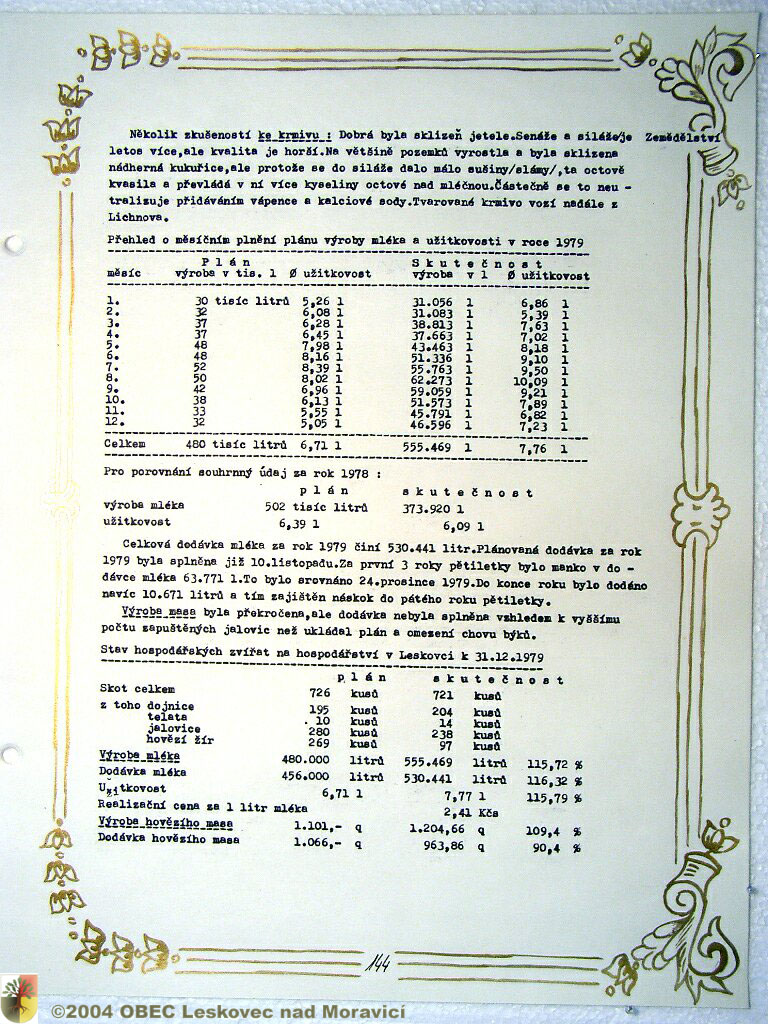 Několik zkušeností ke krmivu : Dobrá byla sklizeň jetele.Senáže a siláže/je Zemědělství
letos více,ale kvalita je horší.Na většině pozemků vyrostla a byla sklizena
nádherná kukuřice,ale protože se do siláže dalo málo sušiny/slámy/,ta octově
kvasila a převládá v ní více kyseliny octové nad mléčnou.Částečně se to neu -
tralizuje přidáváním vápence a kalciové sody.Tvarované krmivo vozí nadále z
Lichnova.
Přehled o měsíčním plnění plánu výroby mléka a užitkovosti v roce 1979
P l á n S k u t e č n o s t
měsíc výroba v tis. l Ø užitkovost výroba v l Ø užitkovost
1. 30 tisíc litrů 5,26 l 31.056 l 6,86 l
2. 32 6,08 l 31.083 l 5,39 l
3. 37 6,28 l 38.813 l 7,63 l
4. 37 6,45 l 37.663 l 7,02 l
5. 48 7,98 l 43.463 l 8,18 l
6. 48 8,16 l 51.336 l 9,10 l
7. 52 8,39 l 55.763 l 9,50 l
8. 50 8,02 l 62.273 l 10,09 l
9. 42 6,96 l 59.059 l 9,21 l
10. 38 6,13 l 51.573 l 7,89 l
11. 33 5,55 l 45.791 l 6,82 l
12. 32 5,05 l 46.596 l 7,23 l
Celkem 480 tisíc litrů 6,71 l 555.469 l 7,76 l
Pro porovnání souhrnný údaj za rok 1978 :
p l á n s k u t e č n o s t
výroba mléka 502 tisíc litrů 373.920 l
užitkovost 6,39 l 6,09 l
Celková dodávka mléka za rok 1979 činí 530.441 litr.Plánovaná dodávka za rok
1979 byla splněna již 10.listopadu.Za první 3 roky pětiletky bylo manko v do -
dávce mléka 63.771 l.To bylo srovnáno 24.prosince 1979.Do konce roku bylo dodáno
navíc 10.671 litrů a tím zajištěn náskok do pátého roku pětiletky.
Výroba masa byla překročena,ale dodávka nebyla splněna vzhledem k vyššímu
počtu zapuštěných jalovic než ukládal plán a omezení chovu býků.
Stav hospodářských zvířat na hospodářství v Leskovci k 31.12.1979
p l á n s k u t e č n o s t
Skot celkem 726 kusů 721 kusů
z toho dojnice 195 kusů 204 kusů
telata . 10 kusů 14 kusů
jalovice 280 kusů 238 kusů
hovězí žír 269 kusů 97 kusů
Výroba mléka 480.000 litrů 555.469 litrů 115,72 %
Dodávka mléka 456.000 litrů 530.441 litrů 116,32 %
Užitkovost 6,71 l 7,77 l 115,79 %
Realizační cena za 1 litr mléka 2,41 Kčs
Výroba hovězího masa 1.101,- q 1.204,66 q 109,4 %
Dodávka hovězího masa 1.066,- q 963,86 q 90,4 %
144
©2004 OBEC Leskovec nad Moravicí